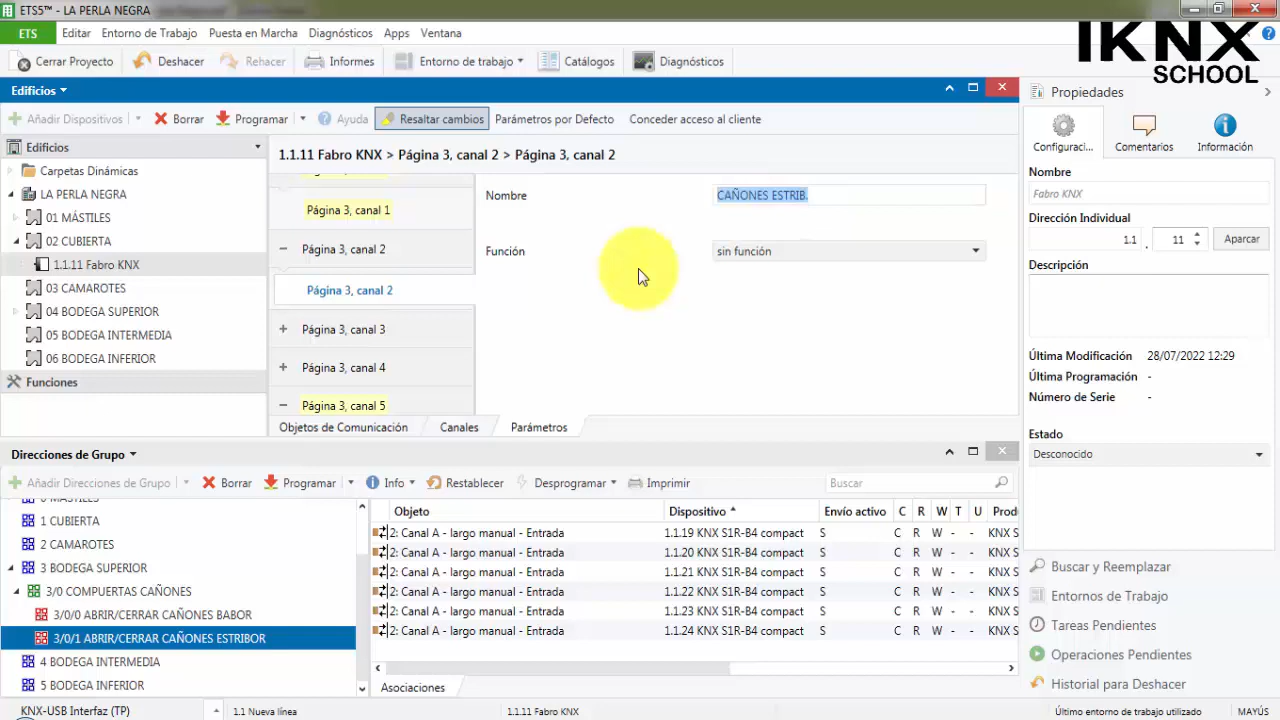 ETS5™ - LA PERLA NEGRA
ETS Editar Entorno de Trabajo Puesta en Marcha Diagnósticos Apps Ventana
IKNX
SCHOOL
Cerrar Proyecto Deshacer Rehacer Informes Entorno de trabajo Catálogos Diagnósticos
Edificios
Añadir Dispositivos Borrar Programar Ayuda Resaltar cambios Parámetros por Defecto Conceder acceso al cliente
Edificios
Carpetas Dinámicas
LA PERLA NEGRA
01 MÁSTILES
02 CUBIERTA
1.1.11 Fabro KNX
03 CAMAROTES
04 BODEGA SUPERIOR
05 BODEGA INTERMEDIA
06 BODEGA INFERIOR
Funciones
1.1.11 Fabro KNX > Página 3, canal 2 > Página 3, canal 2
Página 3, canal 1
Página 3, canal 2
Página 3, canal 2
Página 3, canal 3
Página 3, canal 4
Página 3, canal 5
Nombre CAÑONES ESTRIB.
Función sin función
Objetos de Comunicación Canales Parámetros
Propiedades
Configuraci... Comentarios Información
Nombre
Fabro KNX
Dirección Individual
1.1 . 11 Aparcar
Descripción
Última Modificación 28/07/2022 12:29
Última Programación -
Número de Serie -
Estado
Desconocido
Buscar y Reemplazar
Entornos de Trabajo
Tareas Pendientes
Operaciones Pendientes
Historial para Deshacer
Direcciones de Grupo
Añadir Direcciones de Grupo Borrar Programar Info Restablecer Desprogramar Imprimir Buscar
0 MÁSTILES
1 CUBIERTA
2 CAMAROTES
3 BODEGA SUPERIOR
3/0 COMPUERTAS CAÑONES
3/0/0 ABRIR/CERRAR CAÑONES BABOR
3/0/1 ABRIR/CERRAR CAÑONES ESTRIBOR
4 BODEGA INTERMEDIA
5 BODEGA INFERIOR
Objeto Dispositivo Envío activo C R W T U Produ
2: Canal A - largo manual - Entrada 1.1.19 KNX S1R-B4 compact S C R W - - KNX S
2: Canal A - largo manual - Entrada 1.1.20 KNX S1R-B4 compact S C R W - - KNX S
2: Canal A - largo manual - Entrada 1.1.21 KNX S1R-B4 compact S C R W - - KNX S
2: Canal A - largo manual - Entrada 1.1.22 KNX S1R-B4 compact S C R W - - KNX S
2: Canal A - largo manual - Entrada 1.1.23 KNX S1R-B4 compact S C R W - - KNX S
2: Canal A - largo manual - Entrada 1.1.24 KNX S1R-B4 compact S C R W - - KNX S
Asociaciones
KNX-USB Interfaz (TP) 1.1 Nueva línea 1.1.11 Fabro KNX Último entorno de trabajo utilizado MAYÚS